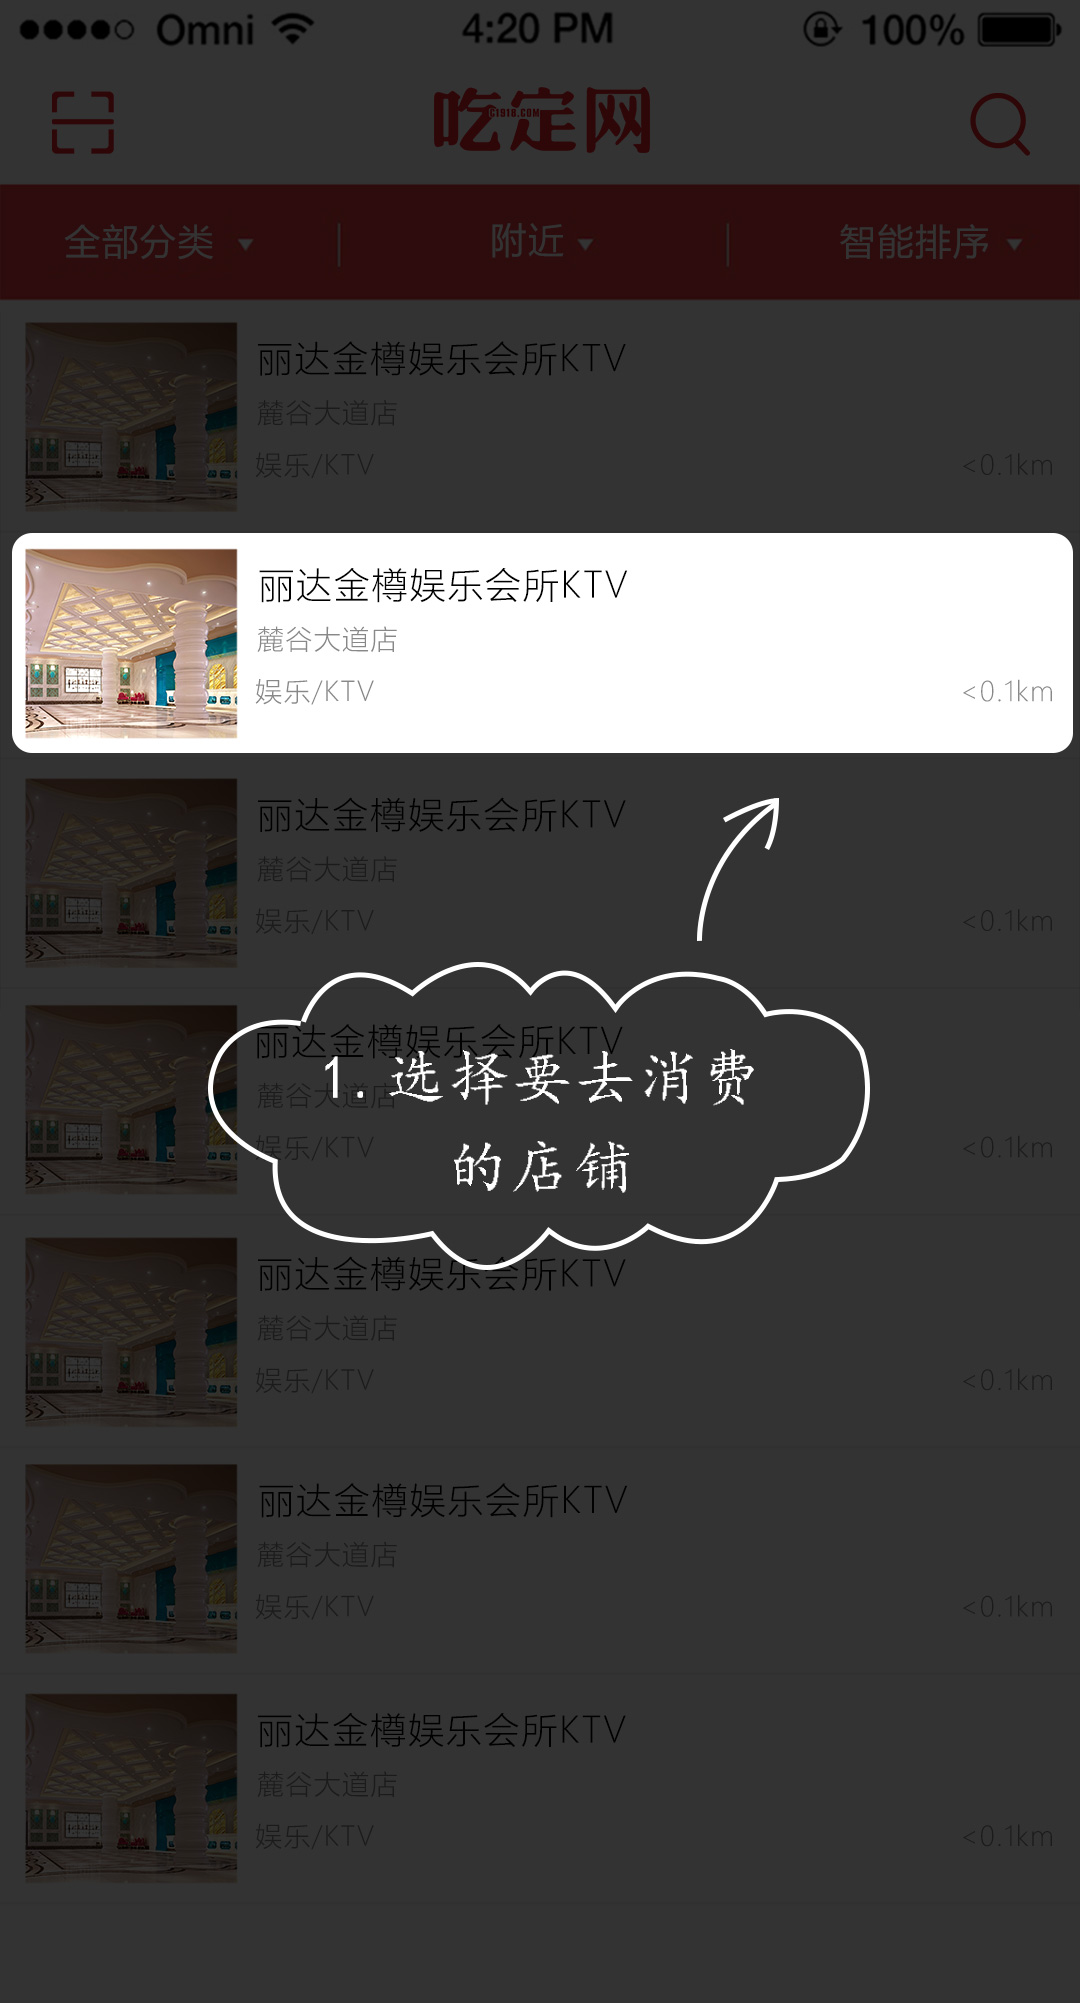 Omni 4:20 PM 100%
吃定网
C1918.COM
全部分类 附近 智能排序
丽达金樽娱乐会所KTV
麓谷大道店
娱乐/KTV <0.1km
丽达金樽娱乐会所KTV
麓谷大道店
娱乐/KTV <0.1km
丽达金樽娱乐会所KTV
麓谷大道店
娱乐/KTV <0.1km
丽达金樽娱乐会所KTV
麓谷大道店
娱乐/KTV <0.1km
1.选择要去消费
的店铺
丽达金樽娱乐会所KTV
麓谷大道店
娱乐/KTV <0.1km
丽达金樽娱乐会所KTV
麓谷大道店
娱乐/KTV <0.1km
丽达金樽娱乐会所KTV
麓谷大道店
娱乐/KTV <0.1km